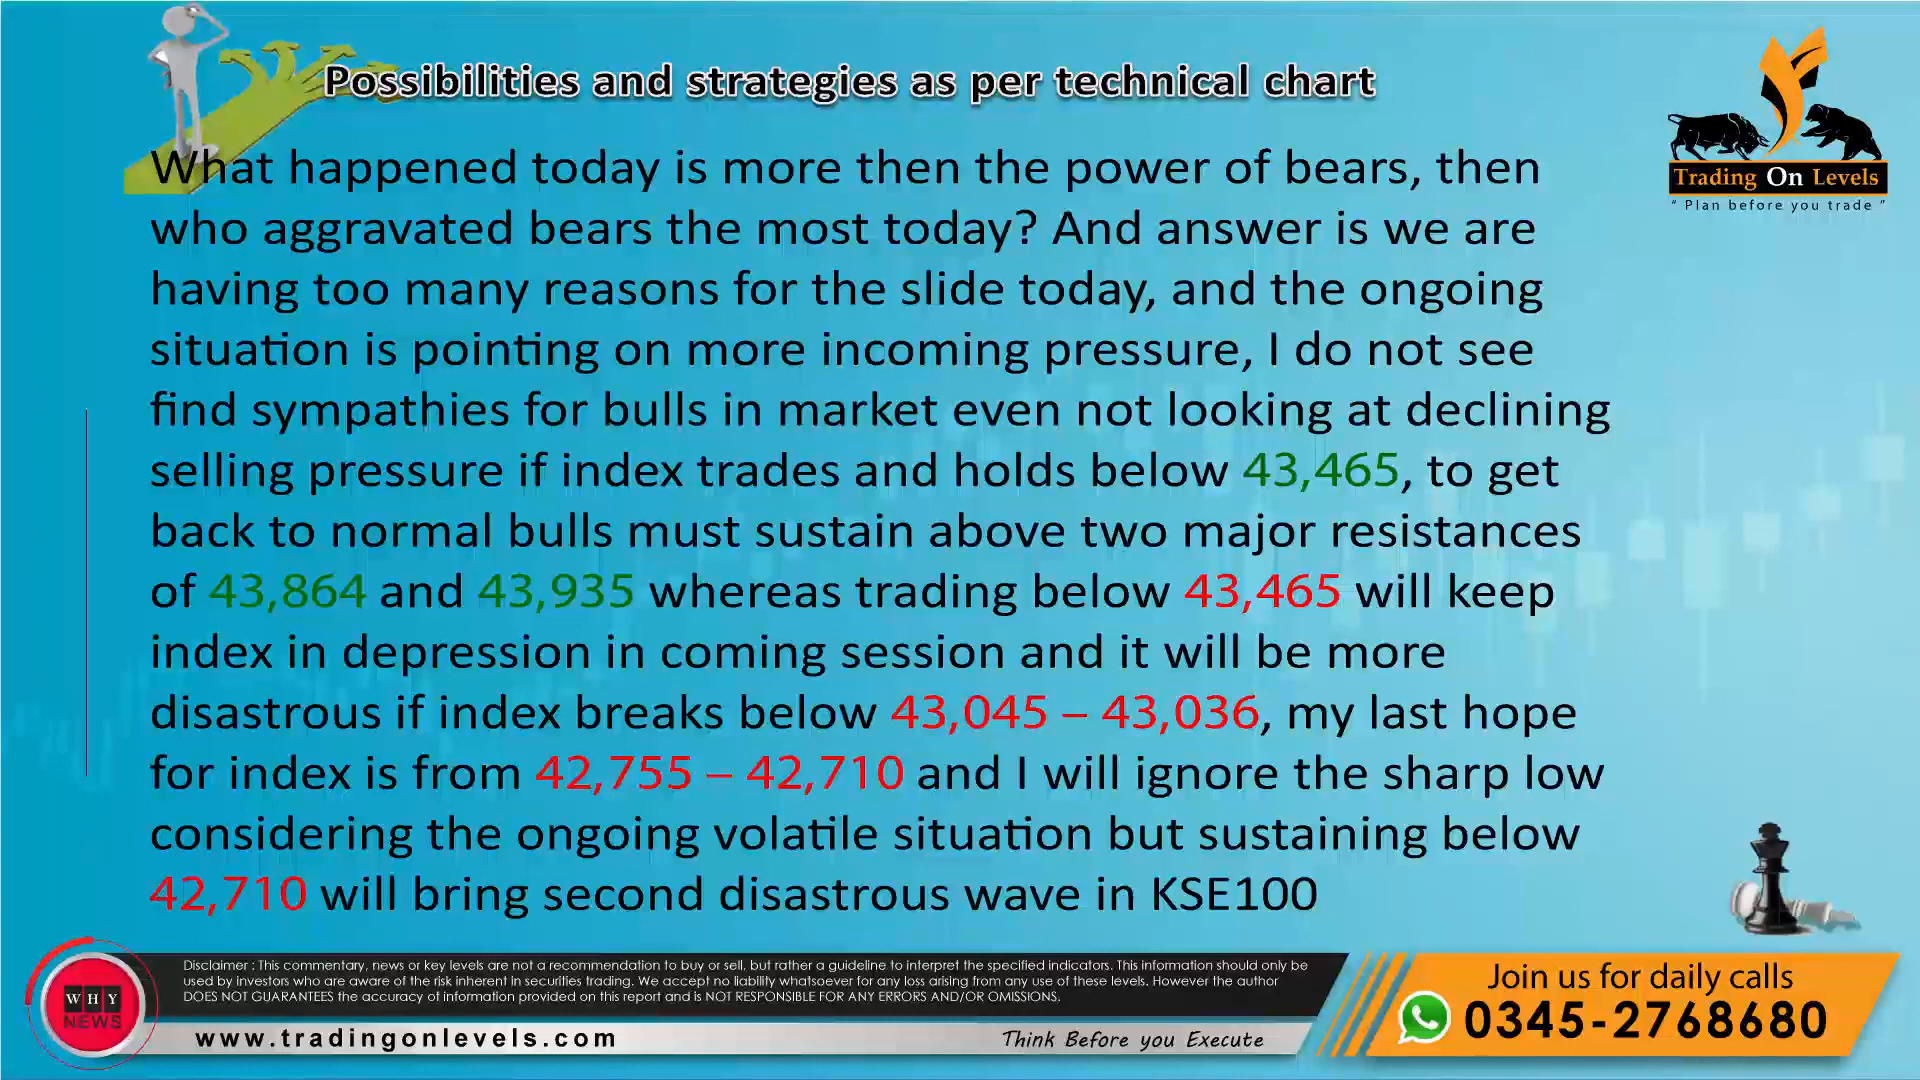 Possibilities and strategies as per technical chart
Trading On Levels
" Plan before you trade "
What happened today is more then the power of bears, then
who aggravated bears the most today? And answer is we are
having too many reasons for the slide today, and the ongoing
situation is pointing on more incoming pressure, I do not see
find sympathies for bulls in market even not looking at declining
selling pressure if index trades and holds below 43,465, to get
back to normal bulls must sustain above two major resistances
of 43,864 and 43,935 whereas trading below 43,465 will keep
index in depression in coming session and it will be more
disastrous if index breaks below 43,045 – 43,036, my last hope
for index is from 42,755 – 42,710 and I will ignore the sharp low
considering the ongoing volatile situation but sustaining below
42,710 will bring second disastrous wave in KSE100
WHY
NEWS
Disclaimer : This commentary, news or key levels are not a recommendation to buy or sell, but rather a guideline to interpret the specified indicators. This information should only be
used by investors who are aware of the risk inherent in securities trading. We accept no liability whatsoever for any loss arising from any use of these levels. However the author
DOES NOT GUARANTEES the accuracy of information provided on this report and is NOT RESPONSIBLE FOR ANY ERRORS AND/OR OMISSIONS.
www.tradingonlevels.com
Think Before you Execute
Join us for daily calls
0345-2768680